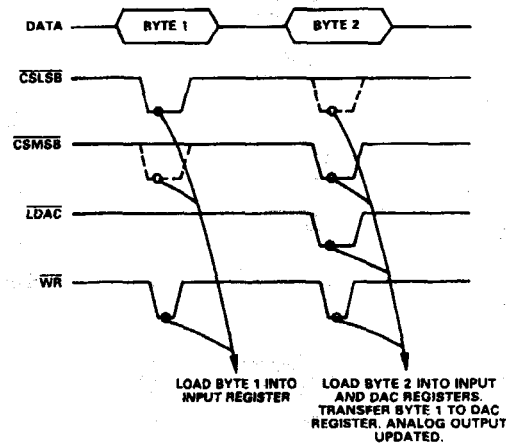 DATA
BYTE 1
BYTE 2
CSLSB
CSMSB
LDAC
WR
LOAD BYTE 1 INTO
INPUT REGISTER
LOAD BYTE 2 INTO INPUT
AND DAC REGISTERS.
TRANSFER BYTE 1 TO DAC
REGISTER. ANALOG OUTPUT
UPDATED.